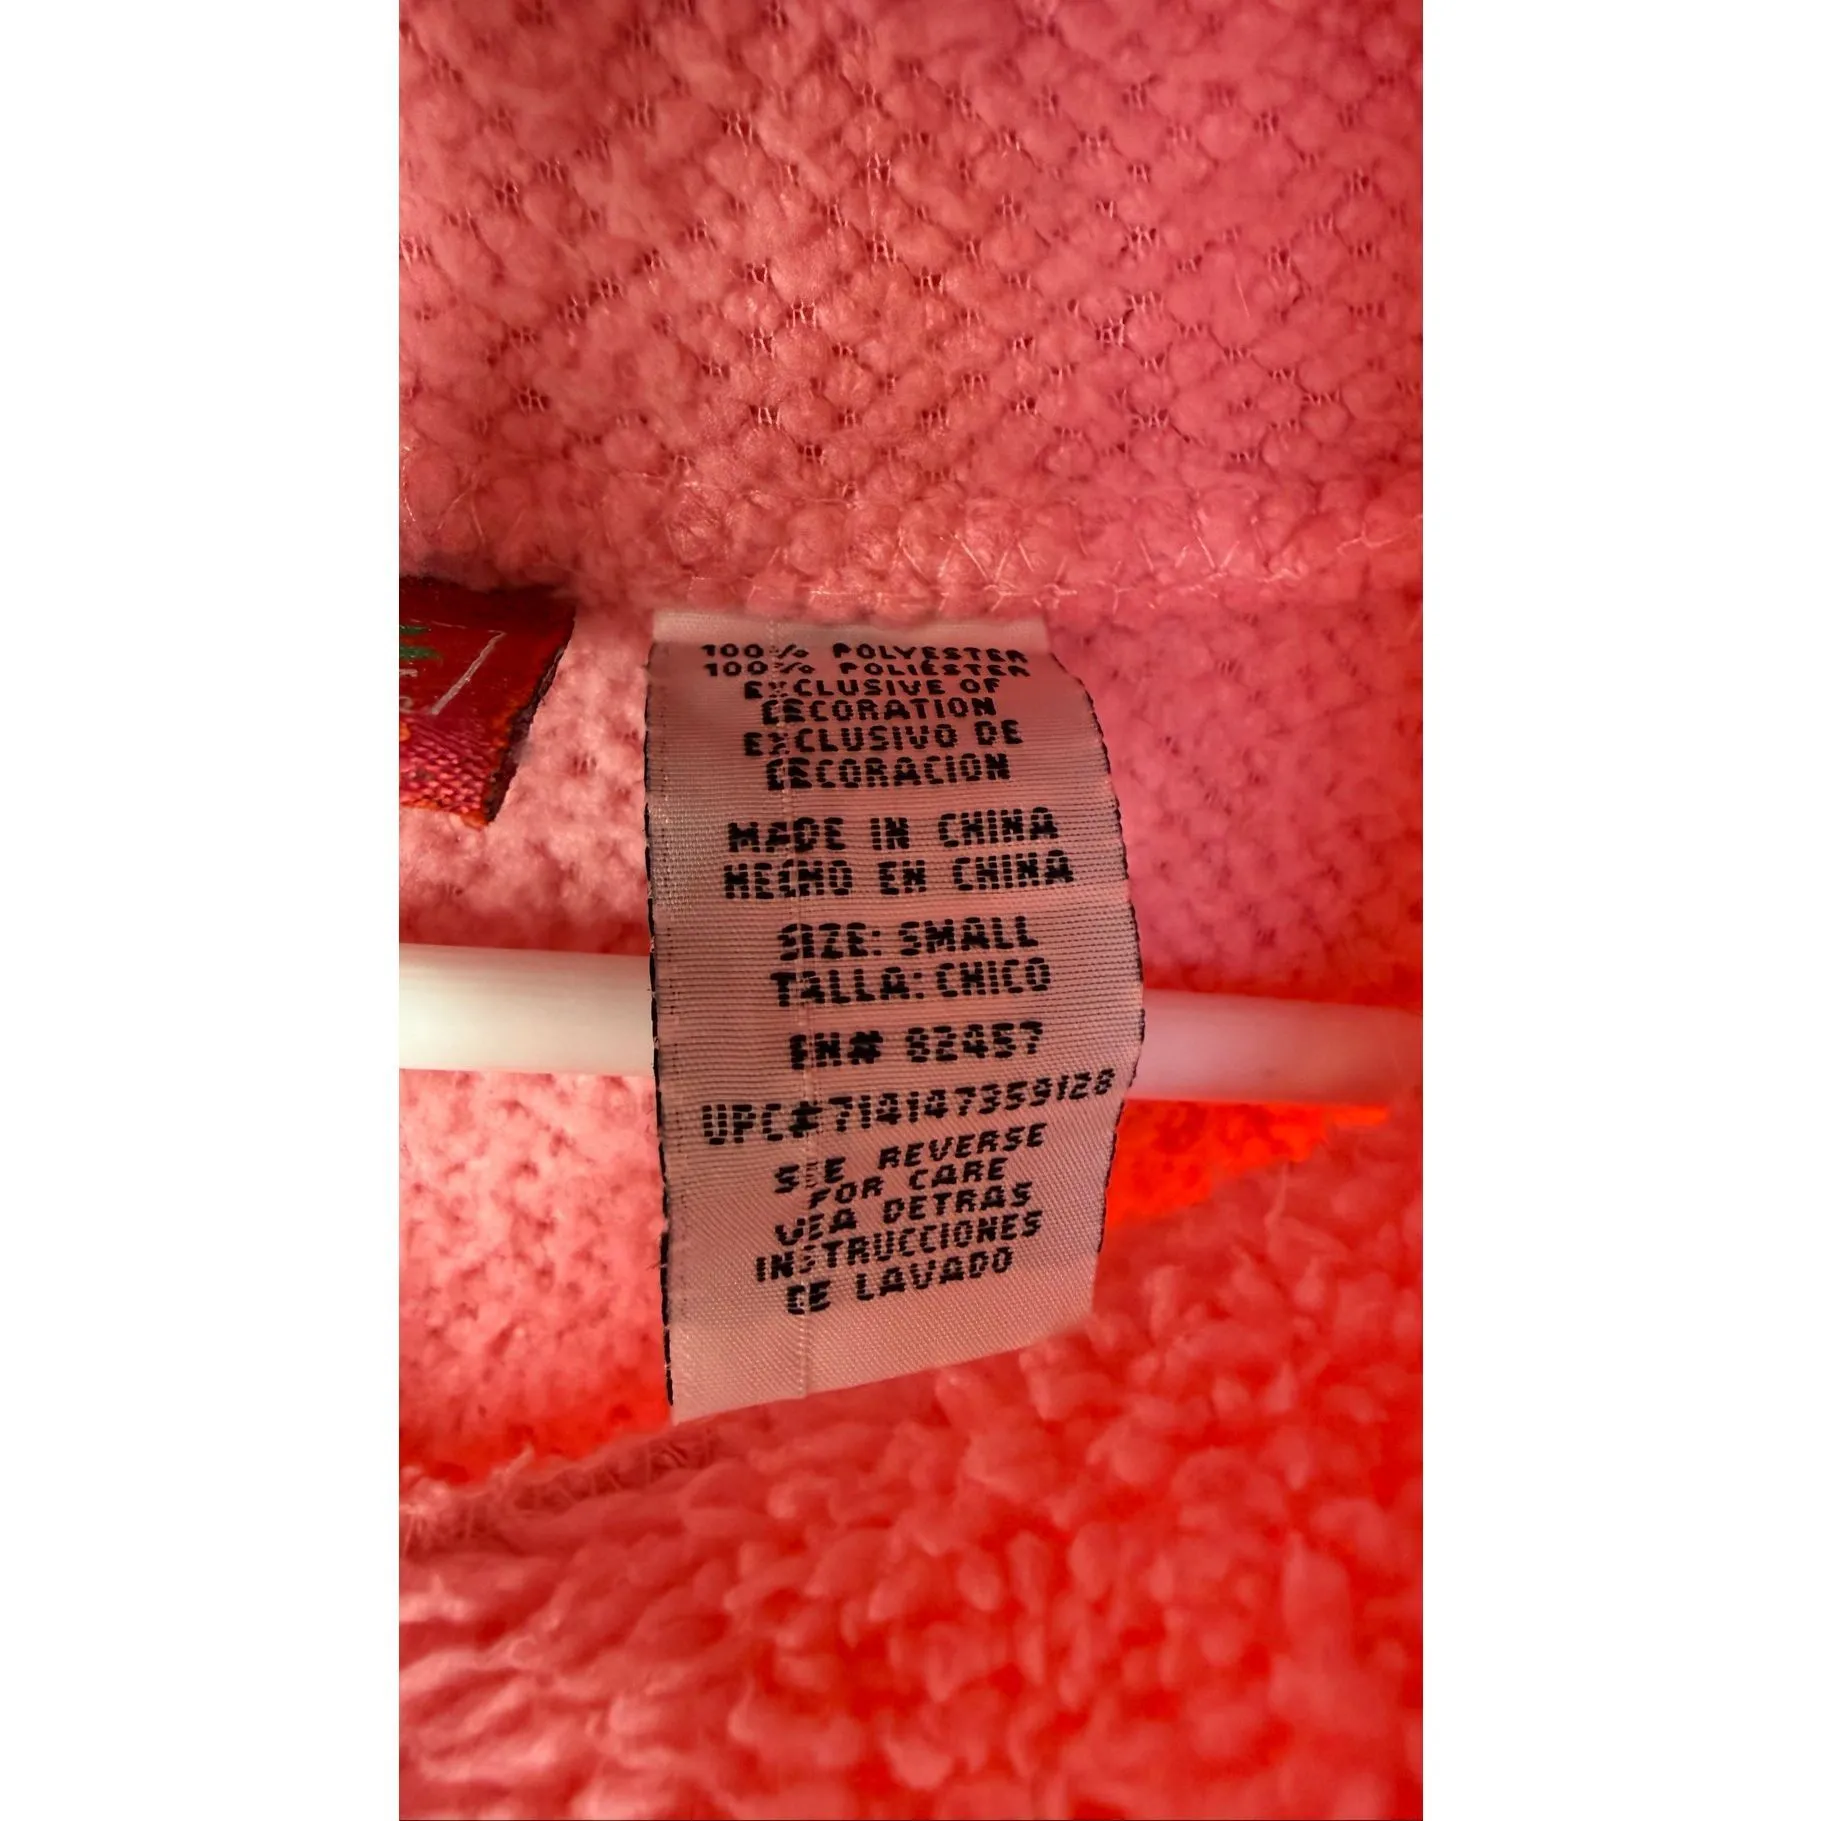 100% POLYESTER
100% POLIÉSTER
EXCLUSIVE OF
DECORATION
EXCLUSIVO DE
DECORACION
MADE IN CHINA
HECHO EN CHINA
SIZE: SMALL
TALLA: CHICO
RN# 82457
UPC#714147359128
SEE REVERSE
FOR CARE
VEA DETRAS
INSTRUCCIONES
DE LAVADO